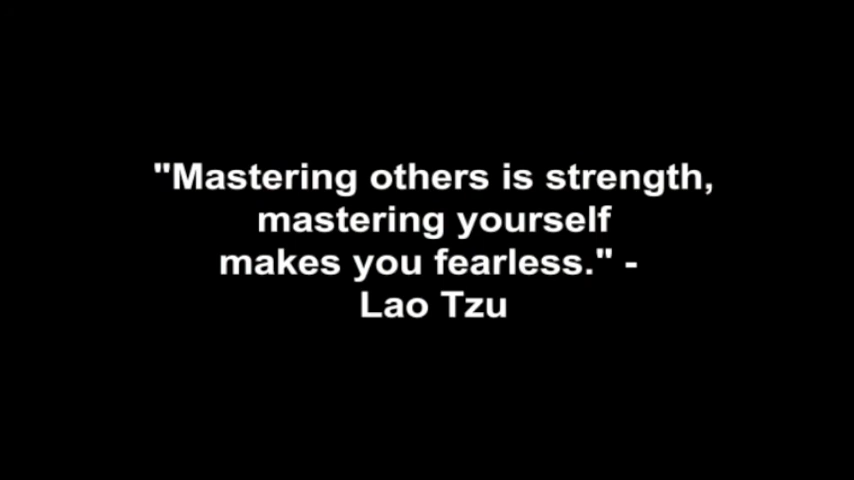 "Mastering others is strength,
mastering yourself
makes you fearless." -
Lao Tzu